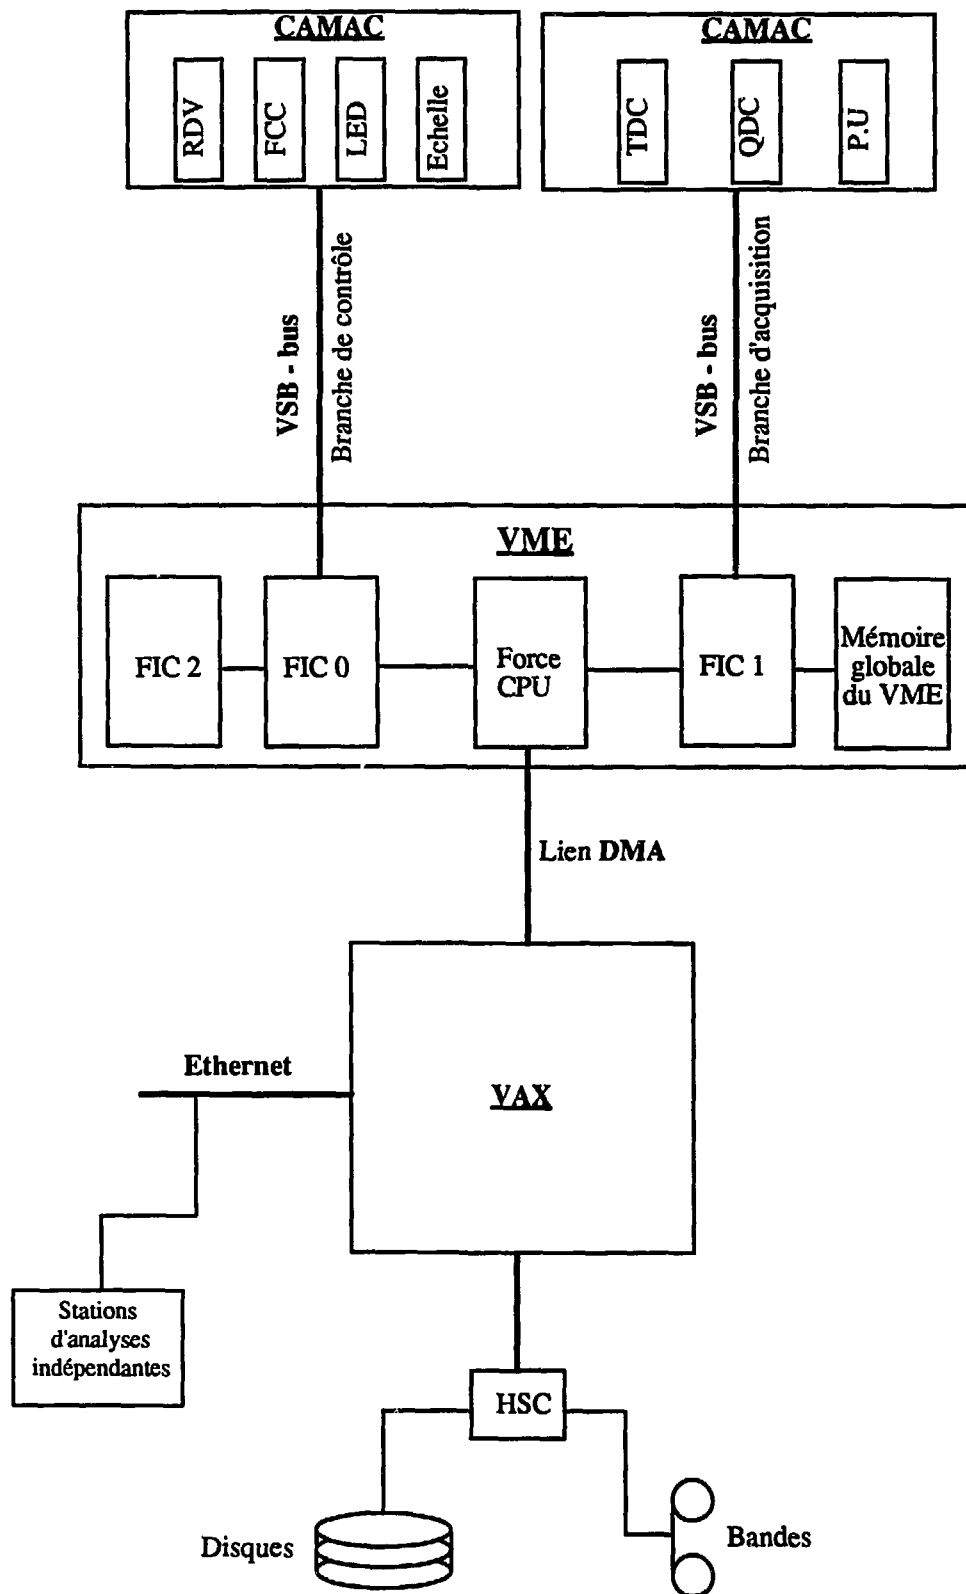 CAMAC
RDV
FCC
LED
Echelle
CAMAC
TDC
QDC
P.U
VSB - bus
Branche de contrôle
VSB - bus
Branche d'acquisition
VME
FIC 2
FIC 0
Force
CPU
FIC 1
Mémoire
globale
du VME
Lien DMA
Ethernet
VAX
Stations
d'analyses
indépendantes
HSC
Disques
Bandes